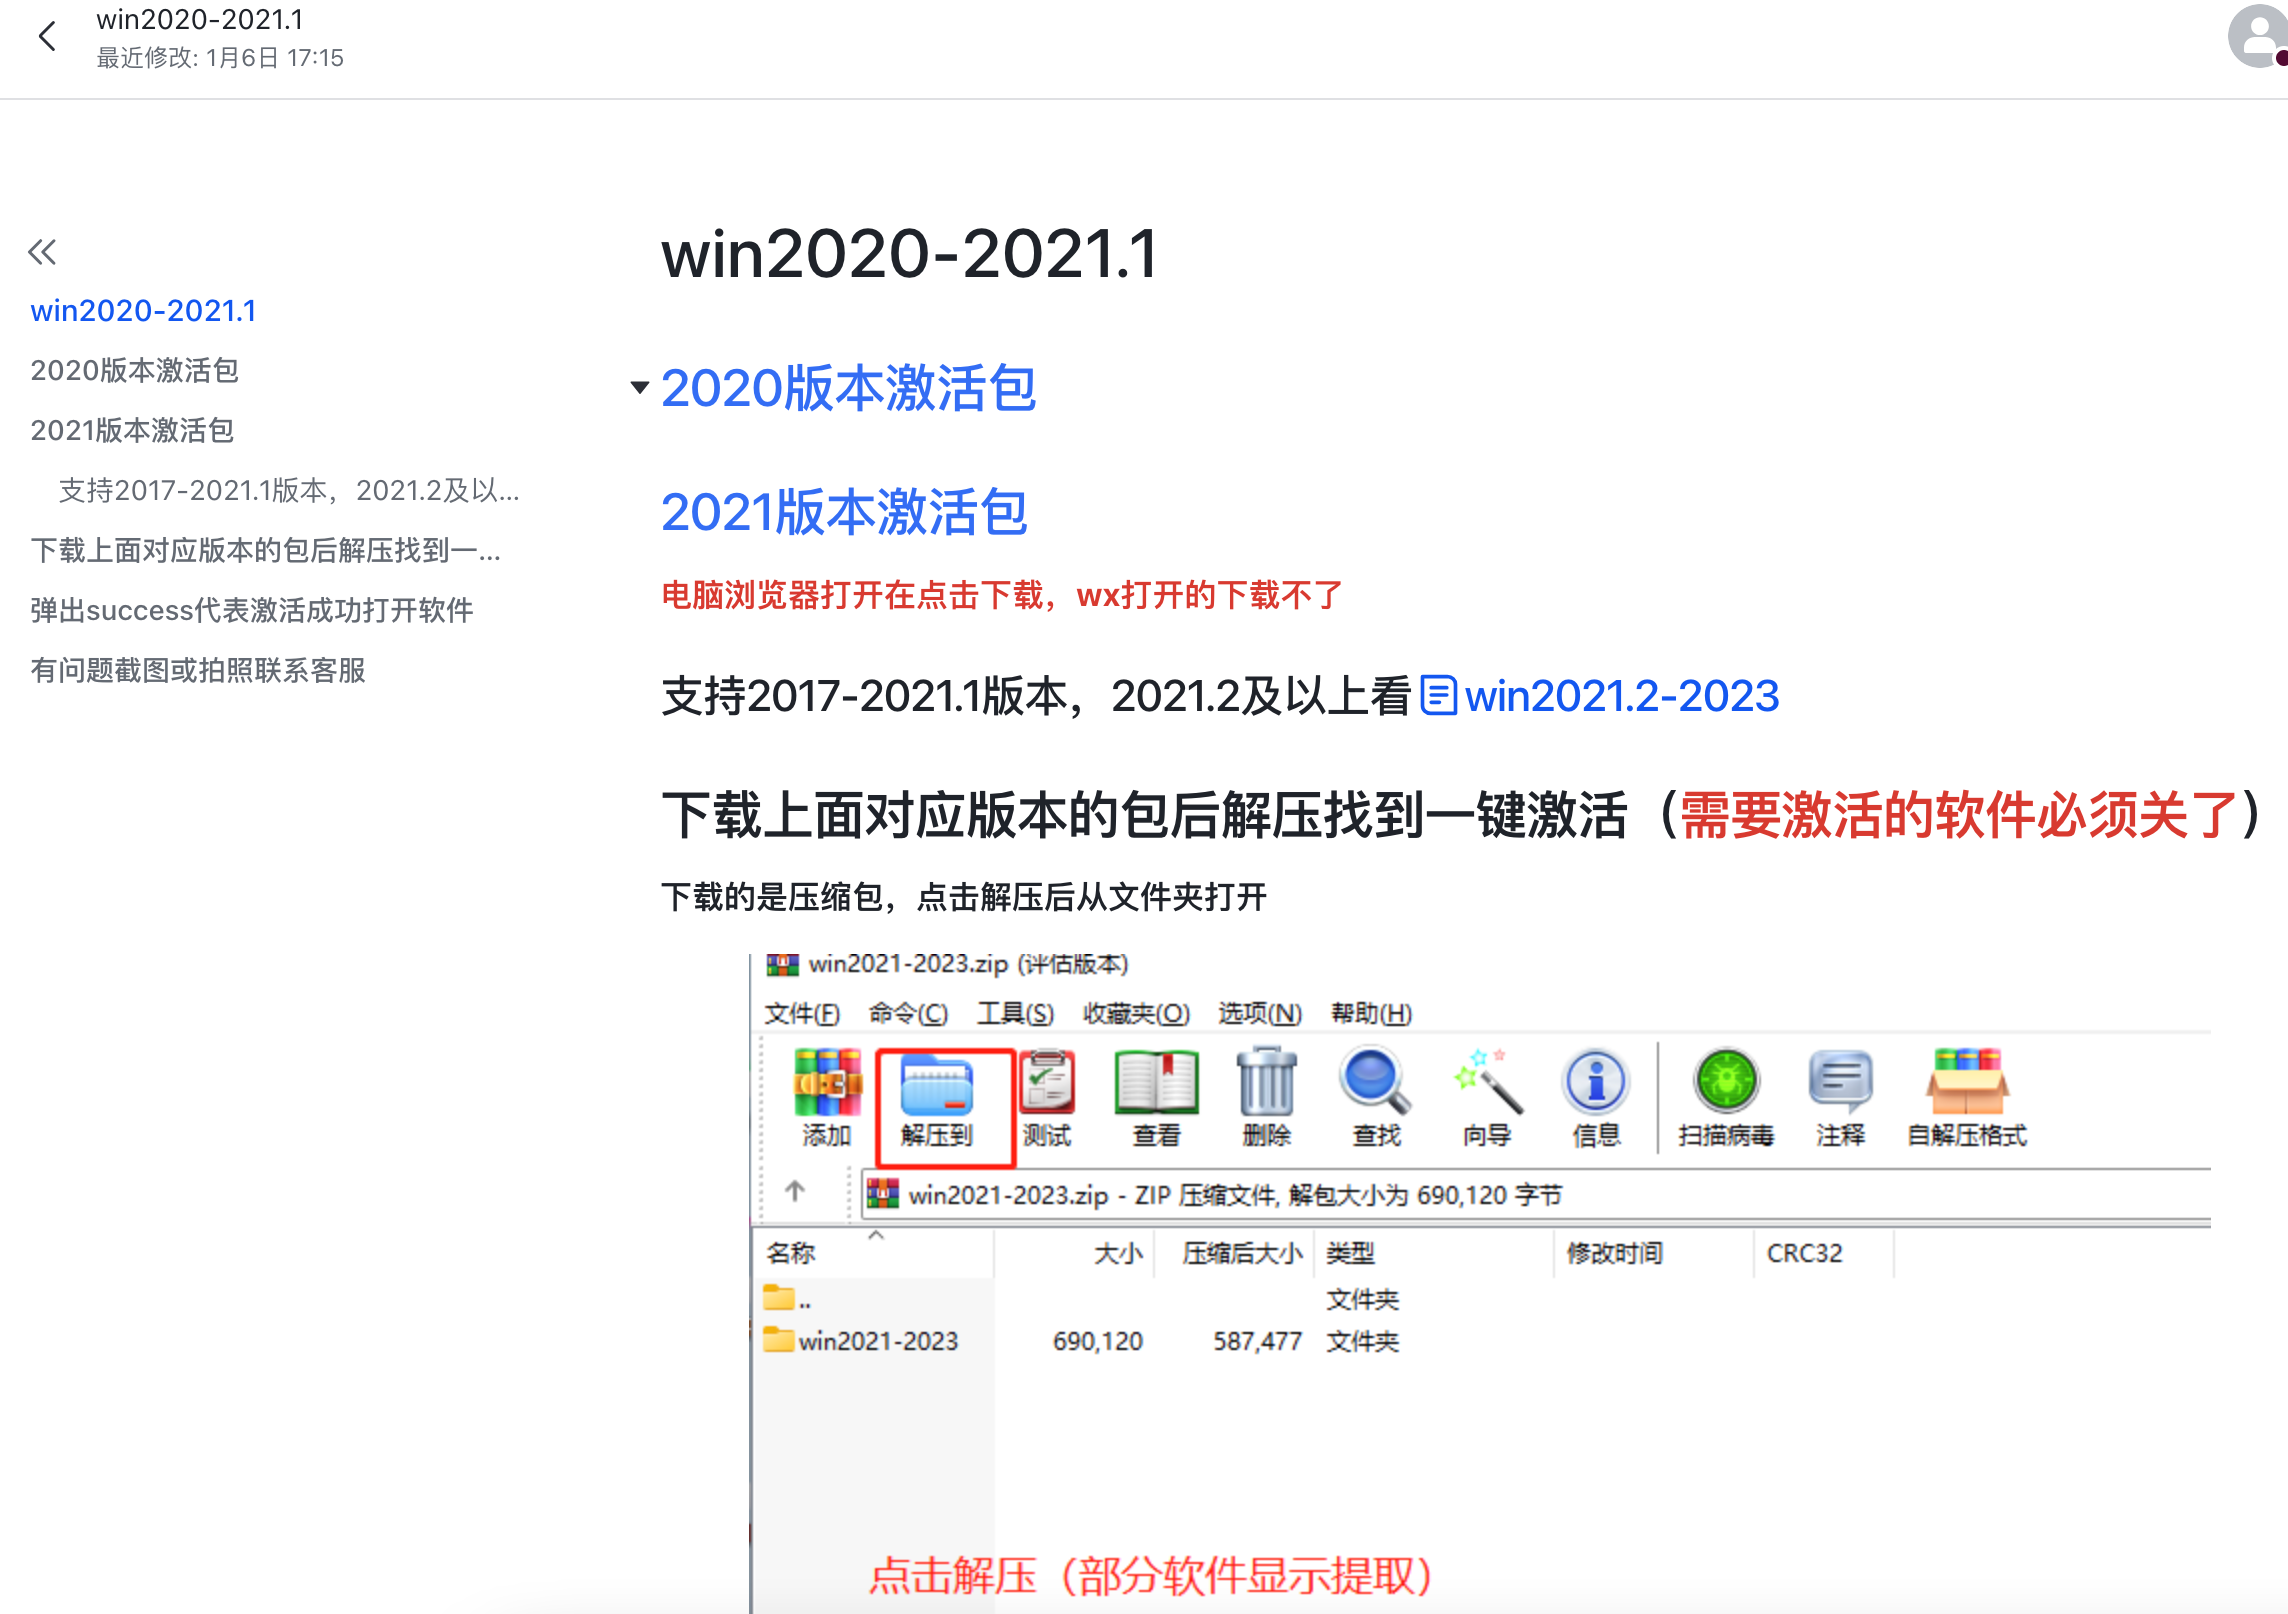 win2020-2021.1
最近修改: 1月6日 17:15
win2020-2021.1
2020版本激活包
2021版本激活包
支持2017-2021.1版本，2021.2及以...
下载上面对应版本的包后解压找到一...
弹出success代表激活成功打开软件
有问题截图或拍照联系客服
win2020-2021.1
2020版本激活包
2021版本激活包
电脑浏览器打开在点击下载，wx打开的下载不了
支持2017-2021.1版本，2021.2及以上看win2021.2-2023
下载上面对应版本的包后解压找到一键激活（需要激活的软件必须关了）
下载的是压缩包，点击解压后从文件夹打开
win2021-2023.zip (评估版本)
文件(F) 命令(C) 工具(S) 收藏夹(O) 选项(N) 帮助(H)
添加 解压到 测试 查看 删除 查找 向导 信息 扫描病毒 注释 自解压格式
win2021-2023.zip - ZIP 压缩文件, 解包大小为 690,120 字节
名称 大小 压缩后大小 类型 修改时间 CRC32
.. 文件夹
win2021-2023 690,120 587,477 文件夹
点击解压（部分软件显示提取）